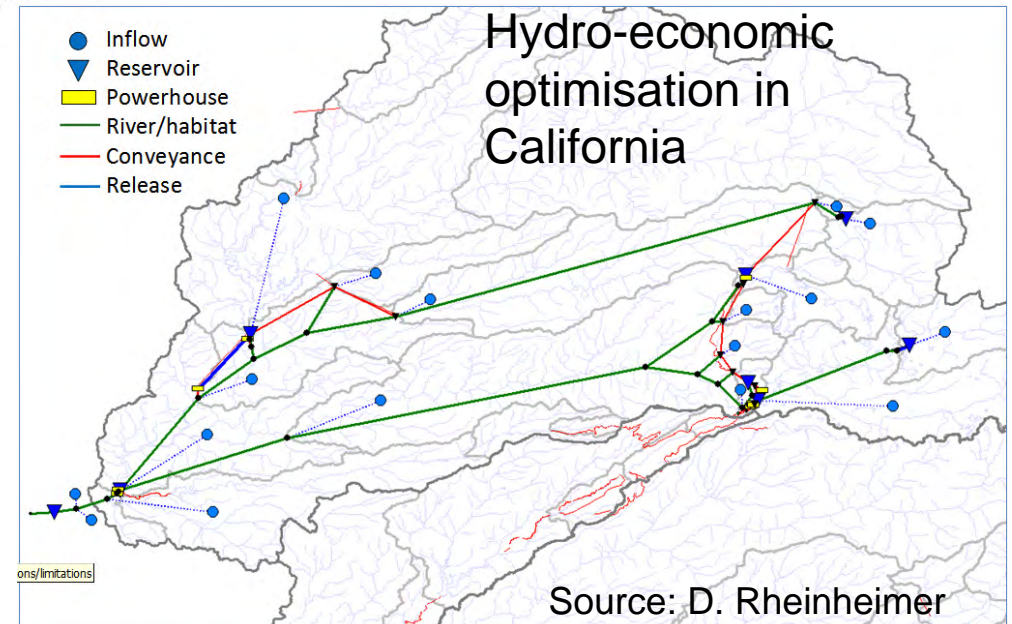 Hydro-economic
optimisation in
California
Inflow
Reservoir
Powerhouse
River/habitat
Conveyance
Release
ons/limitations
Source: D. Rheinheimer